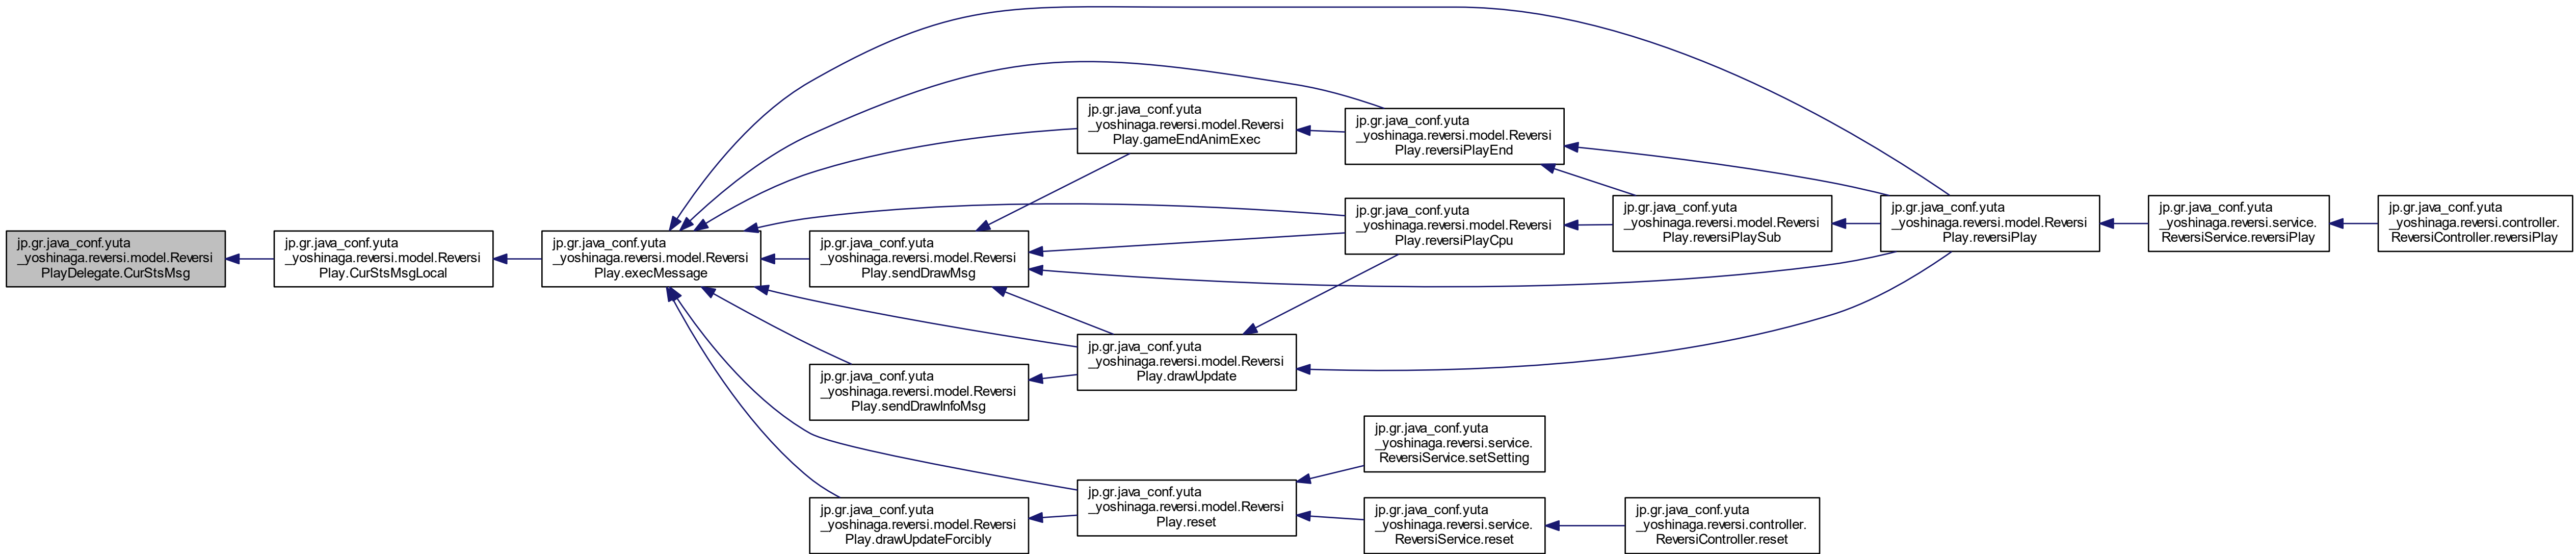 jp.gr.java_conf.yuta
_yoshinaga.reversi.model.Reversi
PlayDelegate.CurStsMsg
jp.gr.java_conf.yuta
_yoshinaga.reversi.model.Reversi
Play.CurStsMsgLocal
jp.gr.java_conf.yuta
_yoshinaga.reversi.model.Reversi
Play.execMessage
jp.gr.java_conf.yuta
_yoshinaga.reversi.model.Reversi
Play.sendDrawMsg
jp.gr.java_conf.yuta
_yoshinaga.reversi.model.Reversi
Play.sendDrawInfoMsg
jp.gr.java_conf.yuta
_yoshinaga.reversi.model.Reversi
Play.drawUpdateForcibly
jp.gr.java_conf.yuta
_yoshinaga.reversi.model.Reversi
Play.gameEndAnimExec
jp.gr.java_conf.yuta
_yoshinaga.reversi.model.Reversi
Play.drawUpdate
jp.gr.java_conf.yuta
_yoshinaga.reversi.model.Reversi
Play.reset
jp.gr.java_conf.yuta
_yoshinaga.reversi.model.Reversi
Play.reversiPlayEnd
jp.gr.java_conf.yuta
_yoshinaga.reversi.model.Reversi
Play.reversiPlayCpu
jp.gr.java_conf.yuta
_yoshinaga.reversi.service.
ReversiService.setSetting
jp.gr.java_conf.yuta
_yoshinaga.reversi.service.
ReversiService.reset
jp.gr.java_conf.yuta
_yoshinaga.reversi.model.Reversi
Play.reversiPlaySub
jp.gr.java_conf.yuta
_yoshinaga.reversi.controller.
ReversiController.reset
jp.gr.java_conf.yuta
_yoshinaga.reversi.model.Reversi
Play.reversiPlay
jp.gr.java_conf.yuta
_yoshinaga.reversi.service.
ReversiService.reversiPlay
jp.gr.java_conf.yuta
_yoshinaga.reversi.controller.
ReversiController.reversiPlay